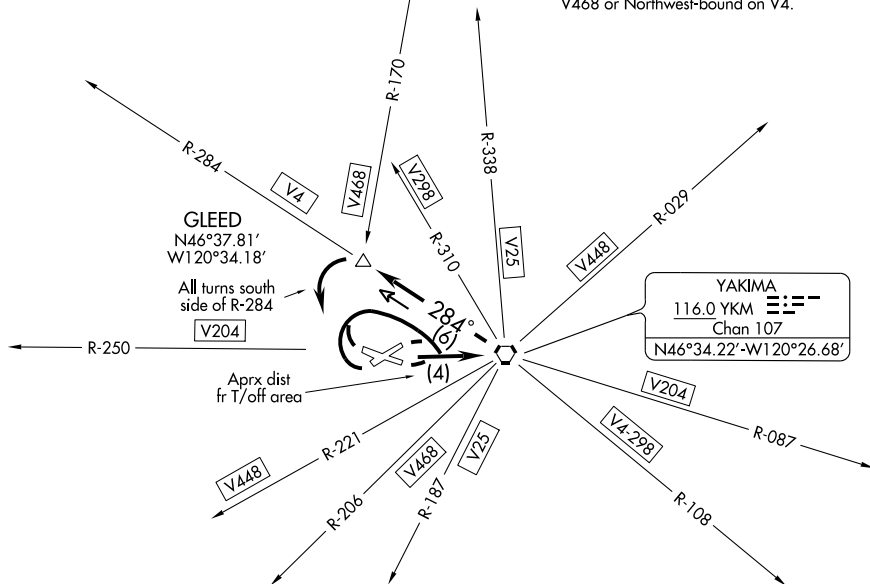 V468 or Northwest-bound on V4.
R-170
R-338
R-284
V4
V468
V298
R-029
GLEED
N46°37.81'
W120°34.18'
R-310
V25
V448
All turns south
side of R-284
284°
(6)
YAKIMA
116.0 YKM
Chan 107
N46°34.22'-W120°26.68'
V204
R-250
(4)
Aprx dist
fr T/off area
V204
R-087
V4-298
R-221
V448
V468
V25
R-206
R-187
R-108